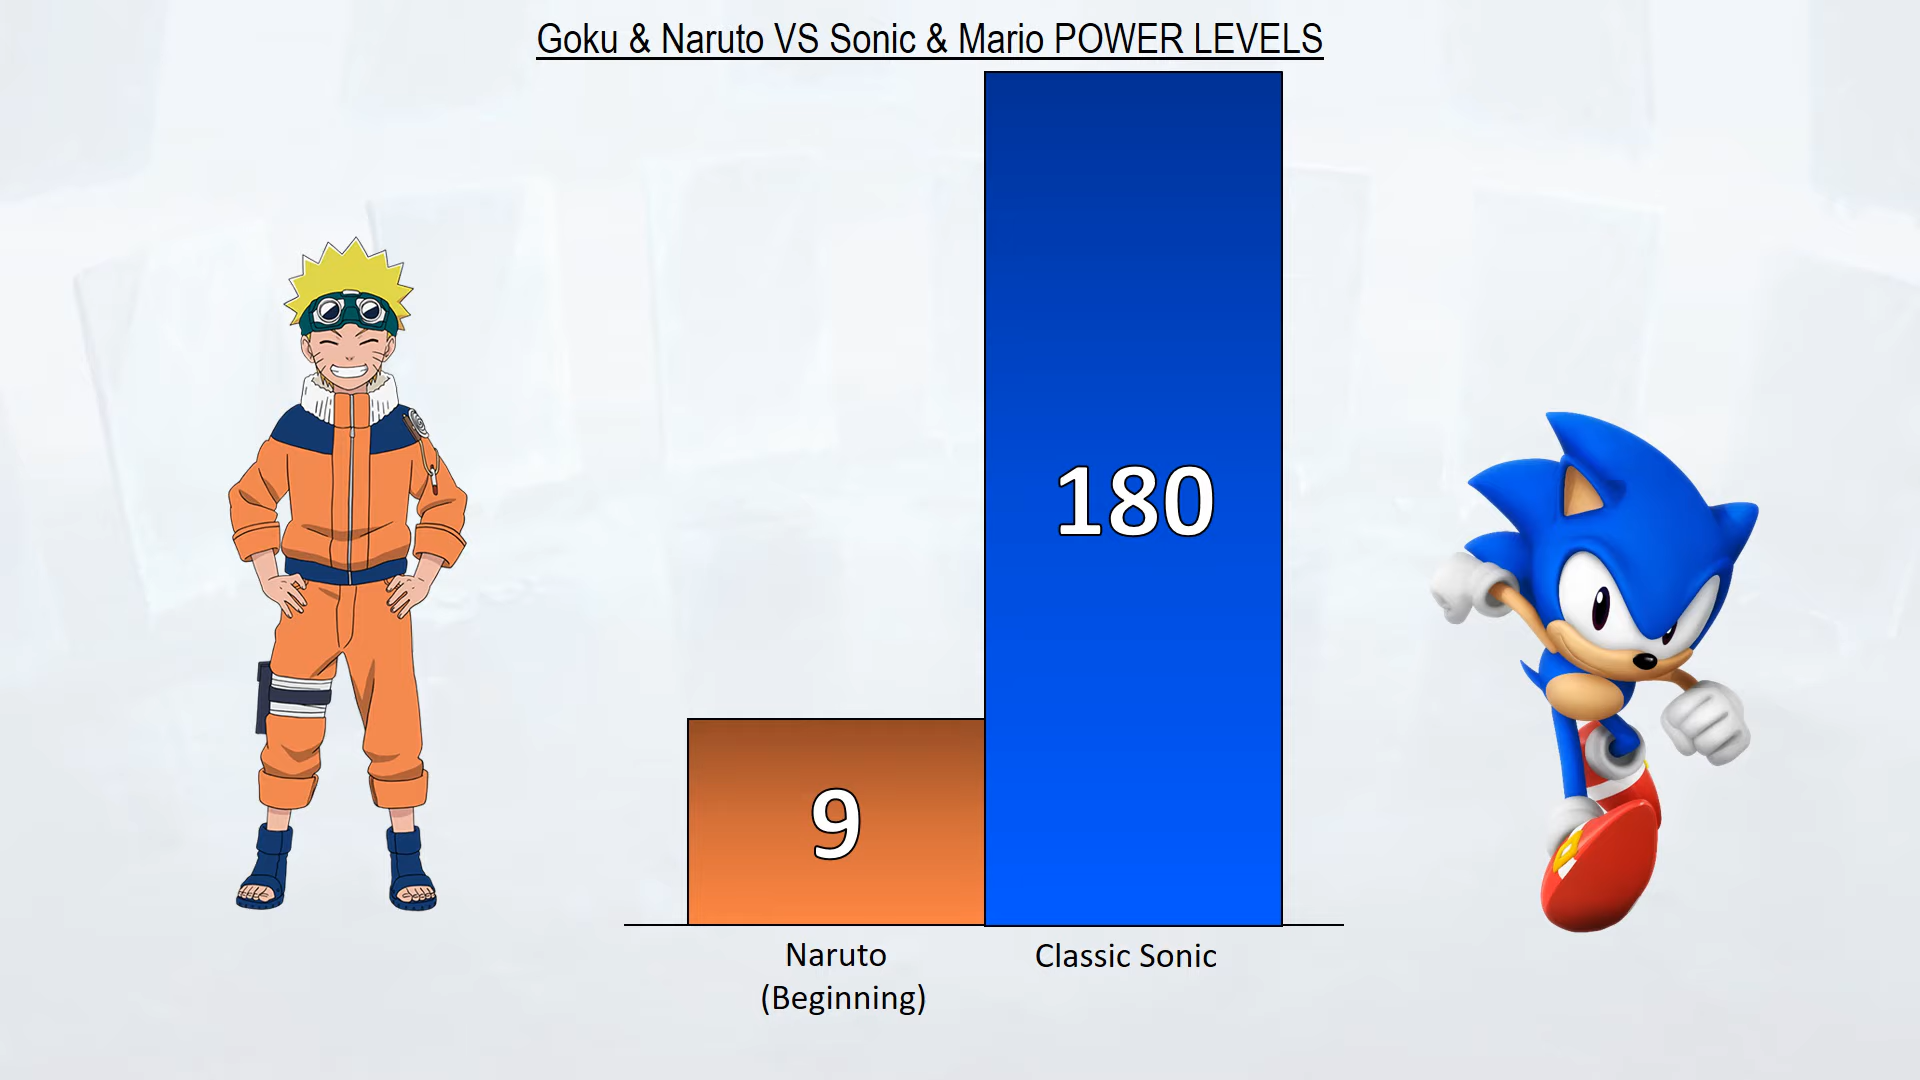 Goku & Naruto VS Sonic & Mario POWER LEVELS
180
9
Naruto
(Beginning)
Classic Sonic